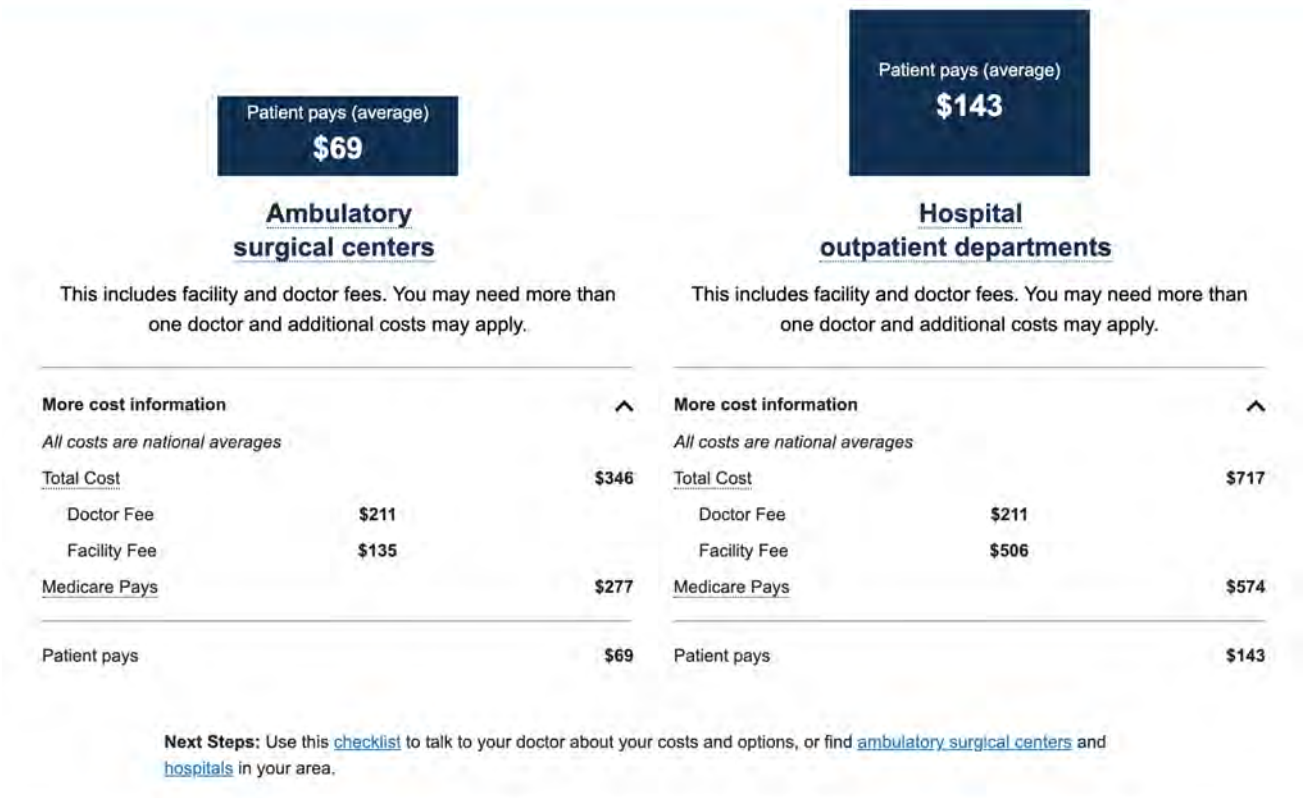 Patient pays (average)
$69
Ambulatory
surgical centers
This includes facility and doctor fees. You may need more than
one doctor and additional costs may apply.
More cost information
All costs are national averages
Total Cost $346
Doctor Fee $211
Facility Fee $135
Medicare Pays $277
Patient pays $69
Patient pays (average)
$143
Hospital
outpatient departments
This includes facility and doctor fees. You may need more than
one doctor and additional costs may apply.
More cost information
All costs are national averages
Total Cost $717
Doctor Fee $211
Facility Fee $506
Medicare Pays $574
Patient pays $143
Next Steps: Use this checklist to talk to your doctor about your costs and options, or find ambulatory surgical centers and
hospitals in your area.